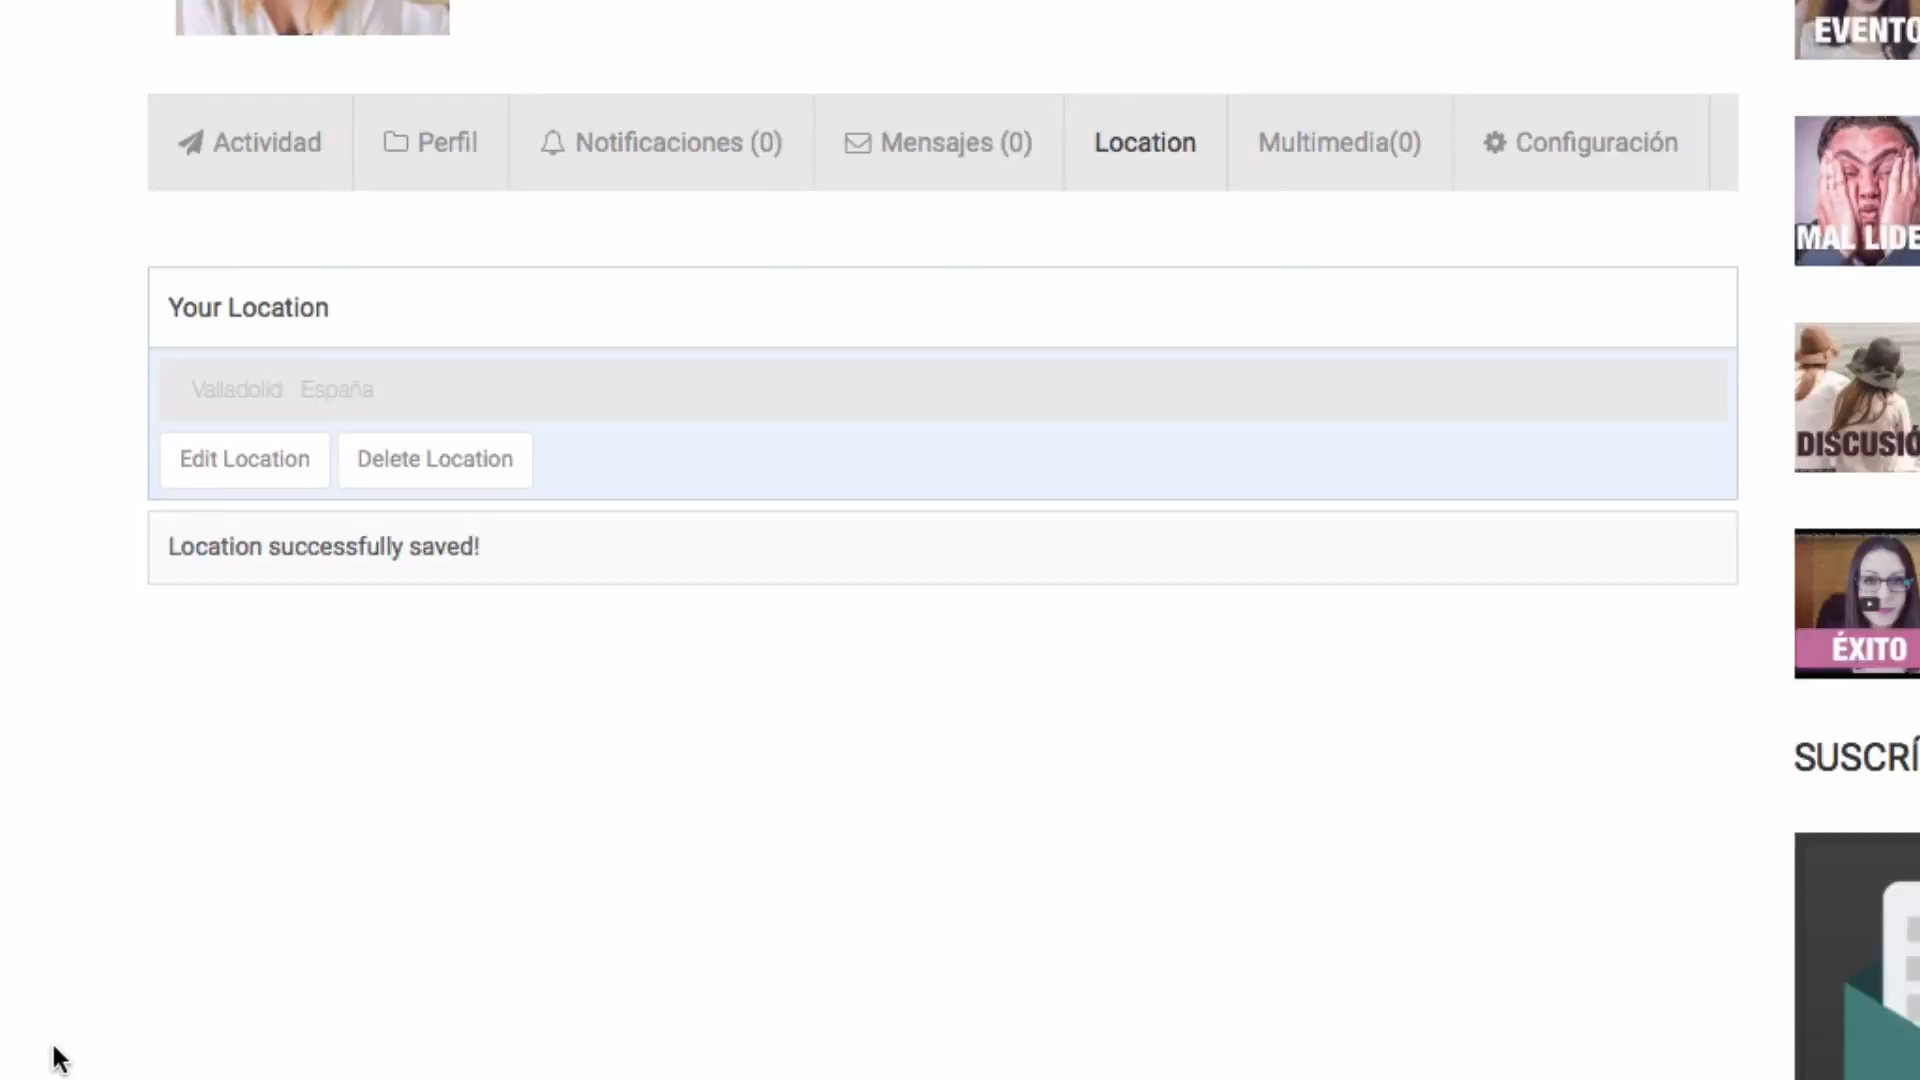 EVENTO
Actividad Perfil Notificaciones (0) Mensajes (0) Location Multimedia(0) Configuración
MAL LIDE
Your Location
Valladolid España
DISCUSIÓ
Edit Location Delete Location
Location successfully saved!
ÉXITO
SUSCRÍ